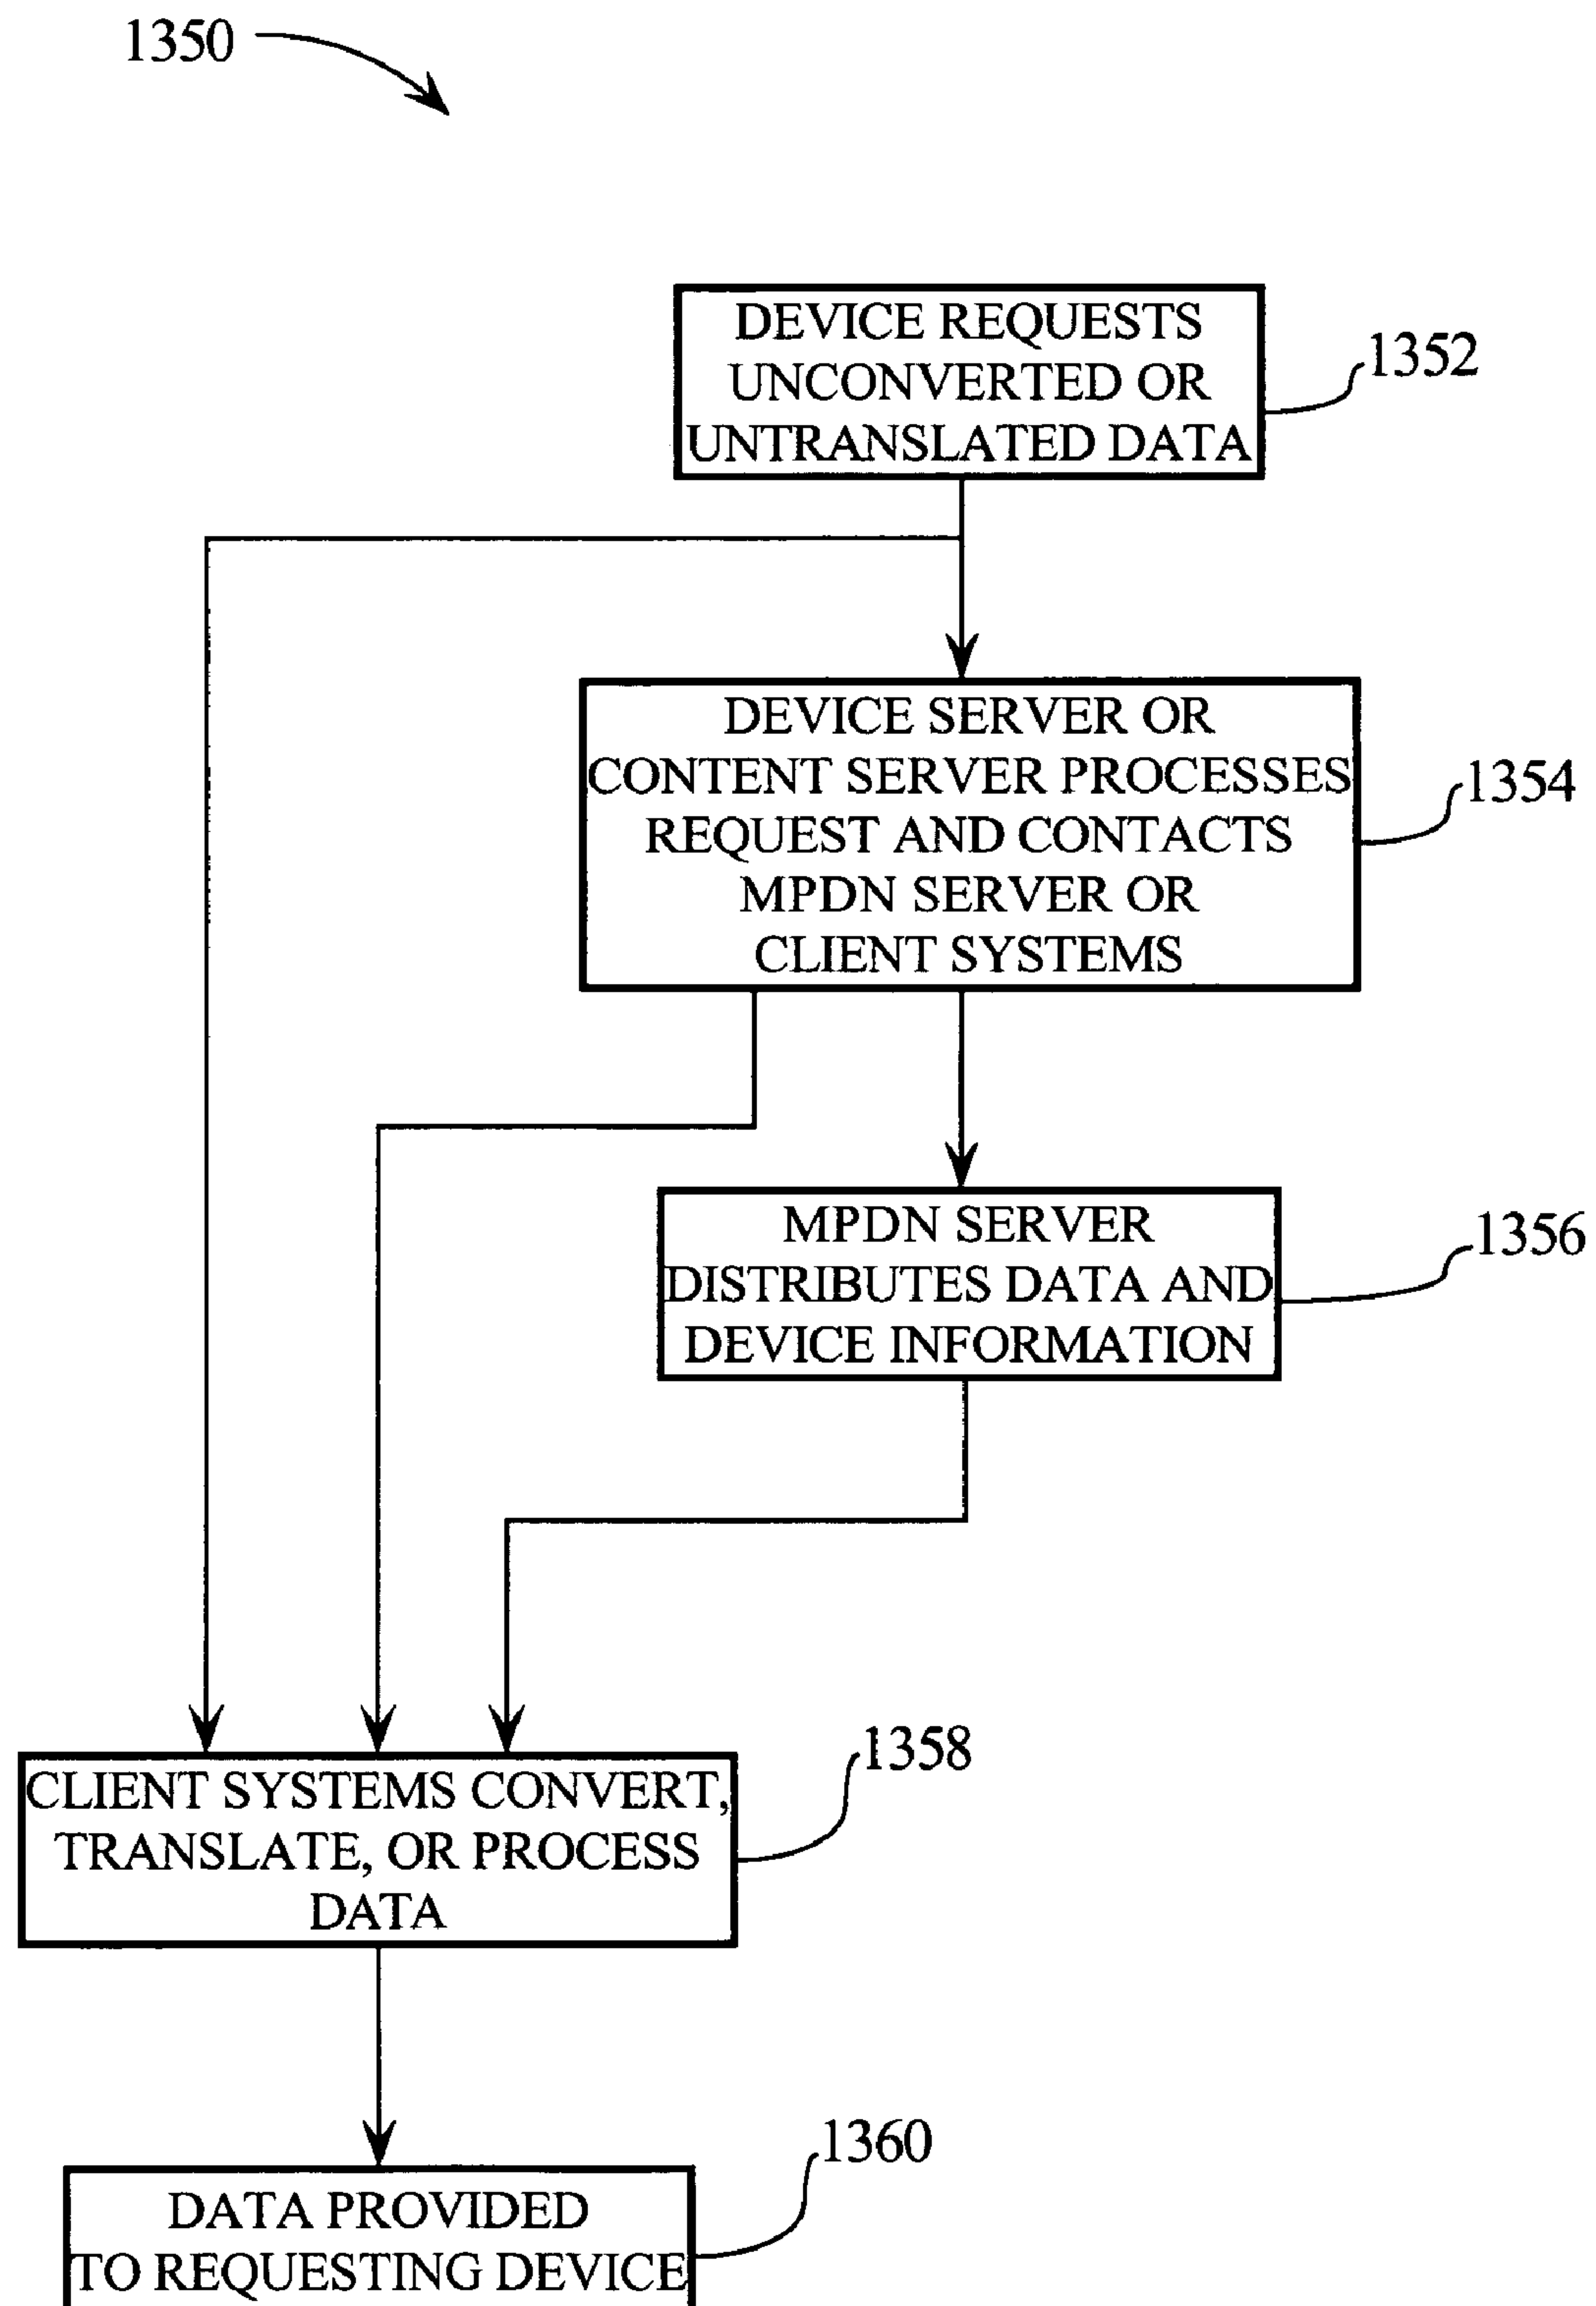 1350
DEVICE REQUESTS
UNCONVERTED OR
UNTRANSLATED DATA
1352
DEVICE SERVER OR
CONTENT SERVER PROCESSES
REQUEST AND CONTACTS
MPDN SERVER OR
CLIENT SYSTEMS
1354
MPDN SERVER
DISTRIBUTES DATA AND
DEVICE INFORMATION
1356
CLIENT SYSTEMS CONVERT,
TRANSLATE, OR PROCESS
DATA
1358
DATA PROVIDED
TO REQUESTING DEVICE
1360